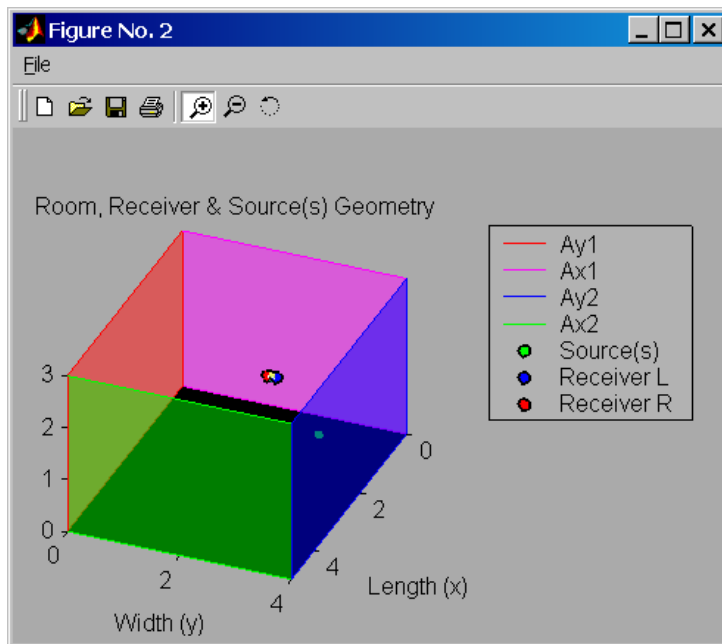 Figure No. 2
File
Room, Receiver & Source(s) Geometry
Ay1
Ax1
Ay2
Ax2
Source(s)
Receiver L
Receiver R
3
2
1
0
0
2
4
Width (y)
0
2
4
Length (x)